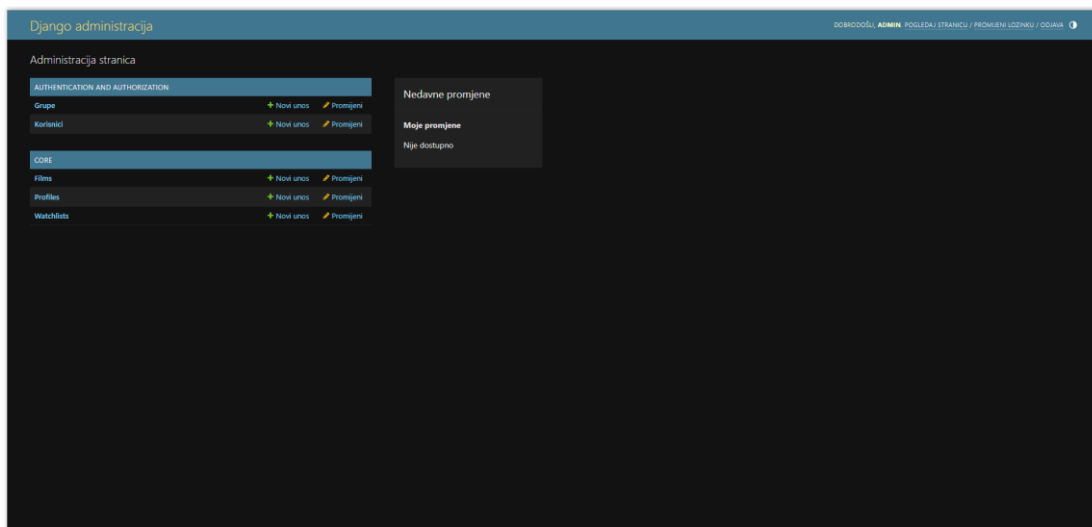 Django administracija
DOBRODOŠLI, ADMIN. POGLEDAJ STRANICU / PROMIJENI LOZINKU / ODJAVA
Administracija stranica
AUTHENTICATION AND AUTHORIZATION
Grupe + Novi unos Promijeni
Korisnici + Novi unos Promijeni
CORE
Films + Novi unos Promijeni
Profiles + Novi unos Promijeni
Watchlists + Novi unos Promijeni
Nedavne promjene
Moje promjene
Nije dostupno